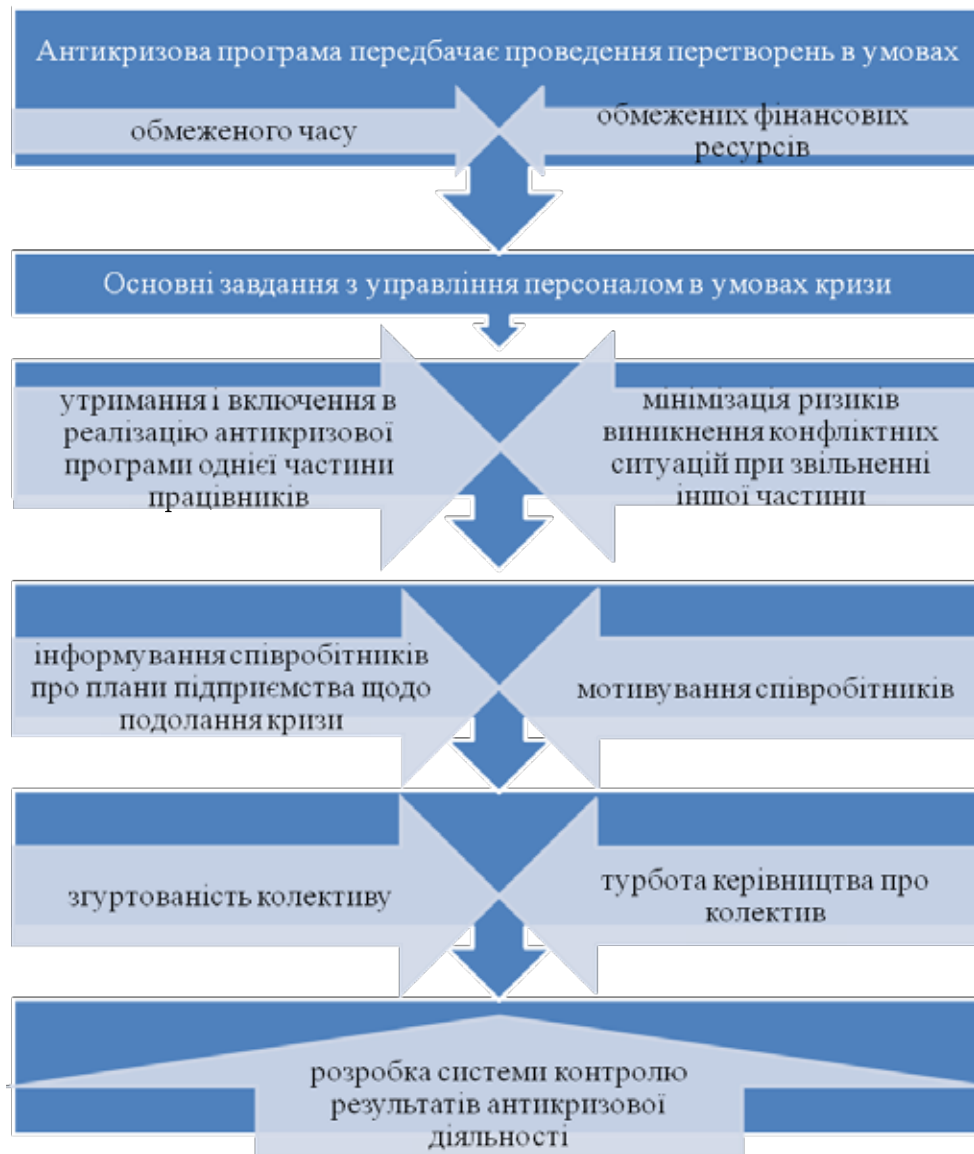 Антикризова програма передбачає проведення перетворень в умовах
обмеженого часу
обмежених фінансових
ресурсів
Основні завдання з управління персоналом в умовах кризи
утримання і включення в
реалізацію антикризової
програми однієї частини
працівників
мінімізація ризиків
виникнення конфліктних
ситуацій при звільненні
іншої частини
інформування співробітників
про плани підприємства щодо
подолання кризи
мотивування співробітників
згуртованість колективу
турбота керівництва про
колектив
розробка системи контролю
результатів антикризової
діяльності